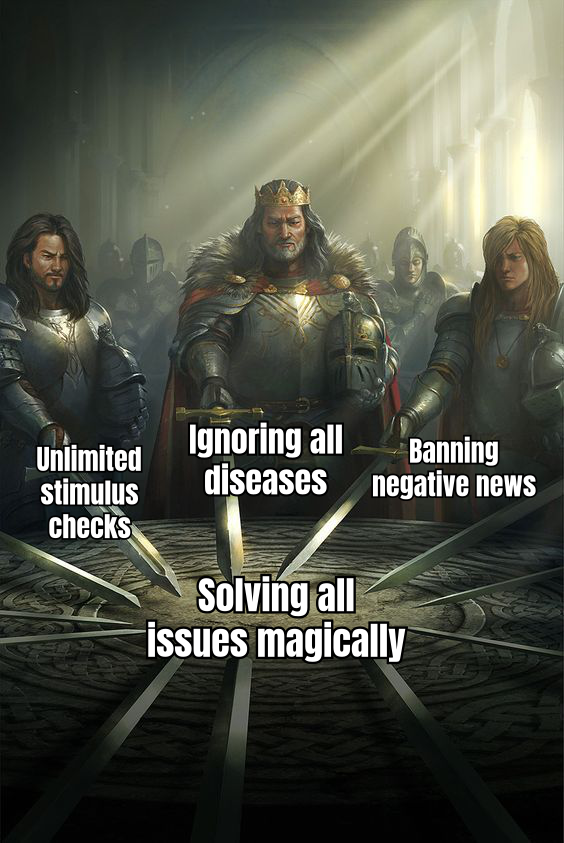 Unlimited
stimulus
checks
Ignoring all
diseases
Banning
negative news
Solving all
issues magically